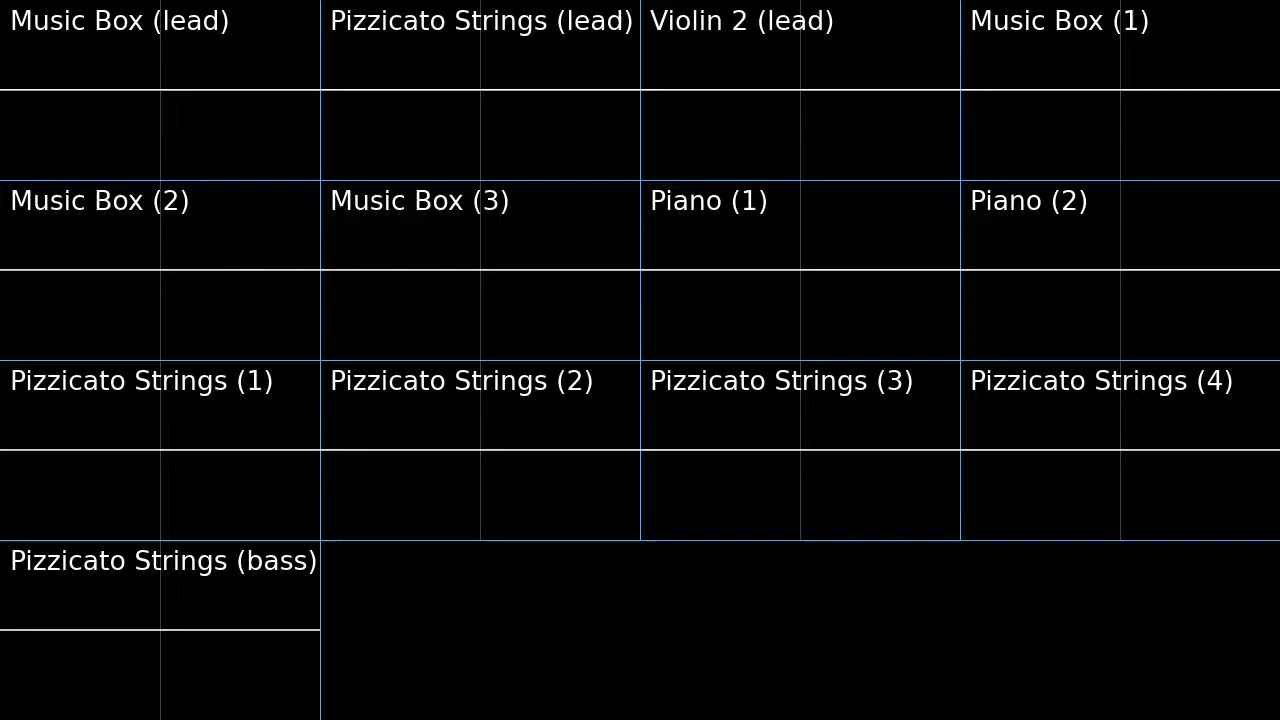 Music Box (lead)
Pizzicato Strings (lead)
Violin 2 (lead)
Music Box (1)
Music Box (2)
Music Box (3)
Piano (1)
Piano (2)
Pizzicato Strings (1)
Pizzicato Strings (2)
Pizzicato Strings (3)
Pizzicato Strings (4)
Pizzicato Strings (bass)